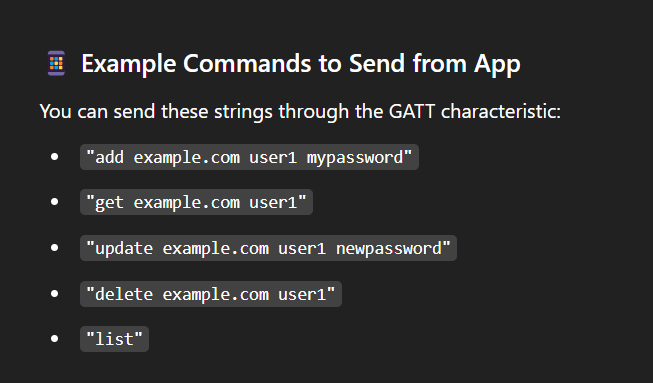 Example Commands to Send from App
You can send these strings through the GATT characteristic:
"add example.com user1 mypassword"
"get example.com user1"
"update example.com user1 newpassword"
"delete example.com user1"
"list"